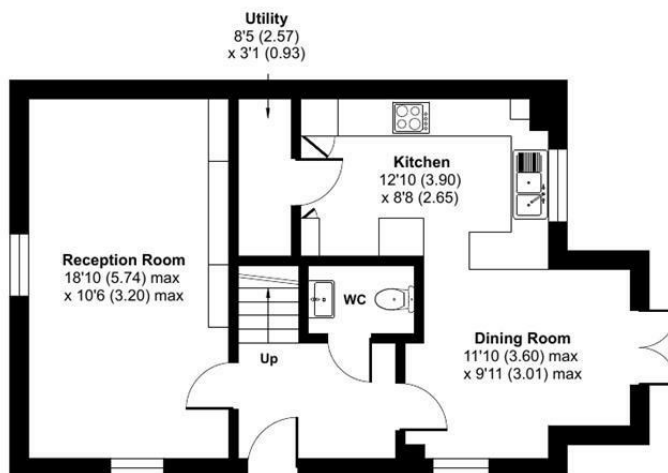 Utility
8'5 (2.57)
x 3'1 (0.93)
Kitchen
12'10 (3.90)
x 8'8 (2.65)
Reception Room
18'10 (5.74) max
x 10'6 (3.20) max
WC
Up
Dining Room
11'10 (3.60) max
x 9'11 (3.01) max